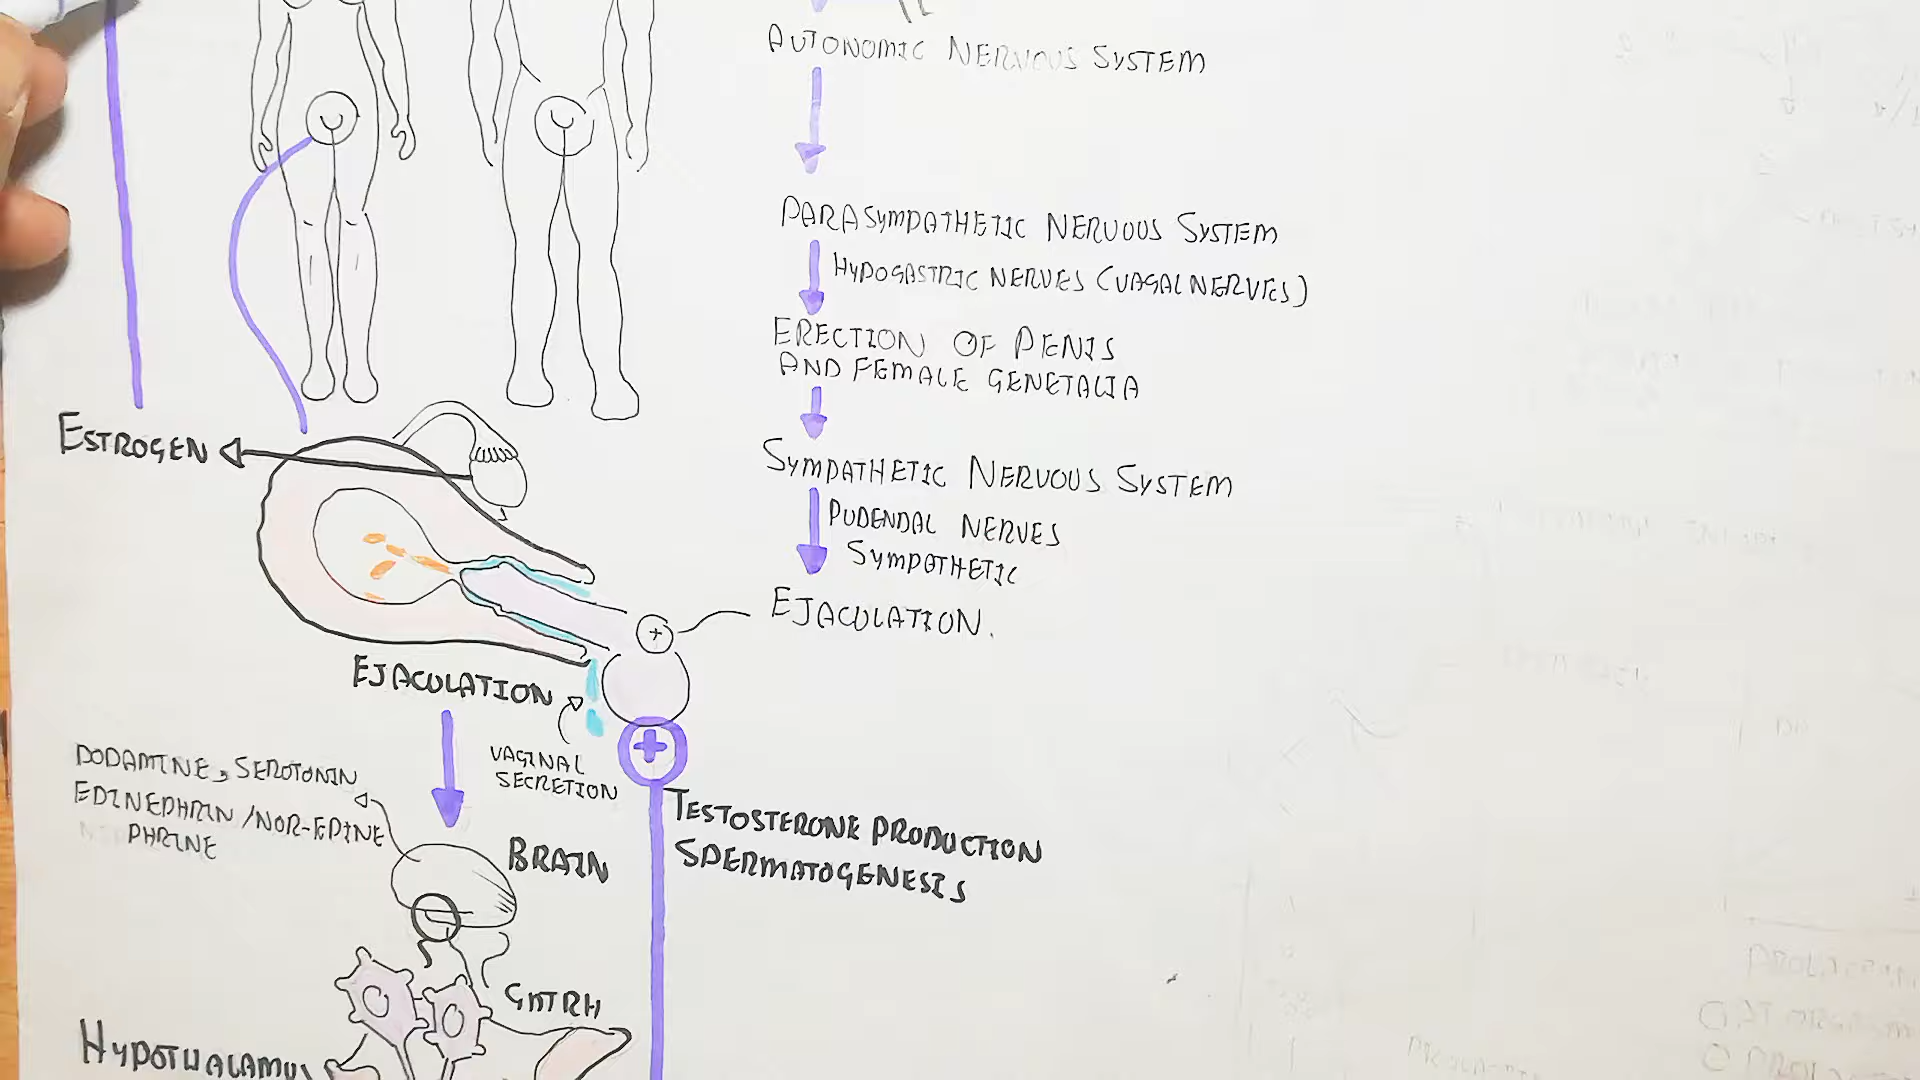 AUTONOMIC NERVOUS SYSTEM
PARASYMPATHETIC NERVOUS SYSTEM
HYPOGASTRIC NERVES (VAGAL NERVES)
ERECTION OF PENIS
AND FEMALE GENETALIA
SYMPATHETIC NERVOUS SYSTEM
PUDENDAL NERVES
SYMPATHETIC
EJACULATION.
ESTROGEN
EJACULATION
VAGINAL
SECRETION
DOPAMINE, SEROTONIN
EPINEPHRIN/NOR-EPINE
PHRINE
BRAIN
TESTOSTERONE PRODUCTION
SPERMATOGENESIS
GNTRH
HYPOTHALAMUS